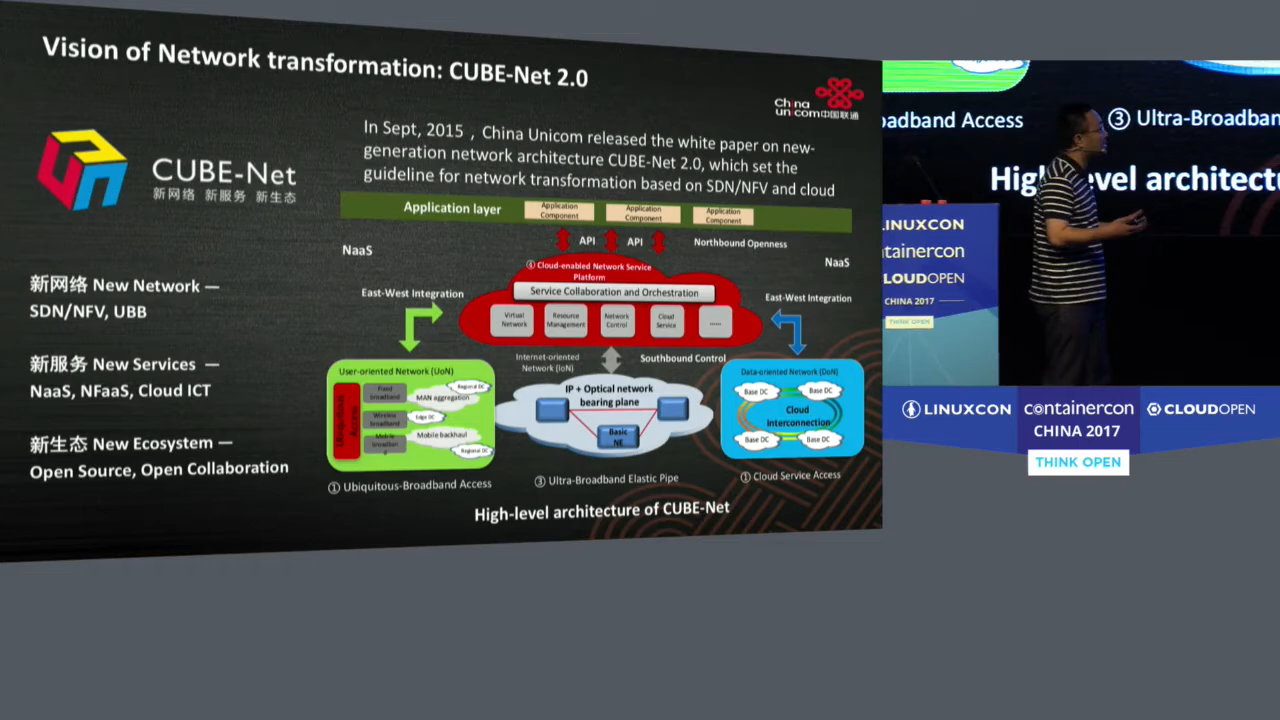 Vision of Network transformation: CUBE-Net 2.0
China
unicom中国联通
CUBE-Net
新网络 新服务 新生态
In Sept, 2015 , China Unicom released the white paper on new-
generation network architecture CUBE-Net 2.0, which set the
guideline for network transformation based on SDN/NFV and cloud
新网络 New Network —
SDN/NFV, UBB
新服务 New Services —
NaaS, NFaaS, Cloud ICT
新生态 New Ecosystem —
Open Source, Open Collaboration
Application layer
Application
Component
Application
Component
Application
Component
API
API
Northbound Openness
NaaS
NaaS
④ Cloud-enabled Network Service
Platform
Service Collaboration and Orchestration
Virtual
Network
Resource
Management
Network
Control
Cloud
Service
......
East-West Integration
East-West Integration
Internet-oriented
Network (IoN)
Southbound Control
User-oriented Network (UoN)
Ubiquitous
Access
Fixed
broadband
Wireless
broadband
Mobile
broadban
d
Regional DC
MAN aggregation
Edge DC
Mobile backhaul
Regional DC
IP + Optical network
bearing plane
Basic
NE
Data-oriented Network (DoN)
Base DC
Base DC
Cloud
interconnection
Base DC
Base DC
① Ubiquitous-Broadband Access
③ Ultra-Broadband Elastic Pipe
① Cloud Service Access
High-level architecture of CUBE-Net
oadband Access
③ Ultra-Broadban
High-level architectu
LINUXCON
ntainercon
CLOUDOPEN
CHINA 2017
THINK OPEN
LINUXCON
containercon
CLOUDOPEN
CHINA 2017
THINK OPEN